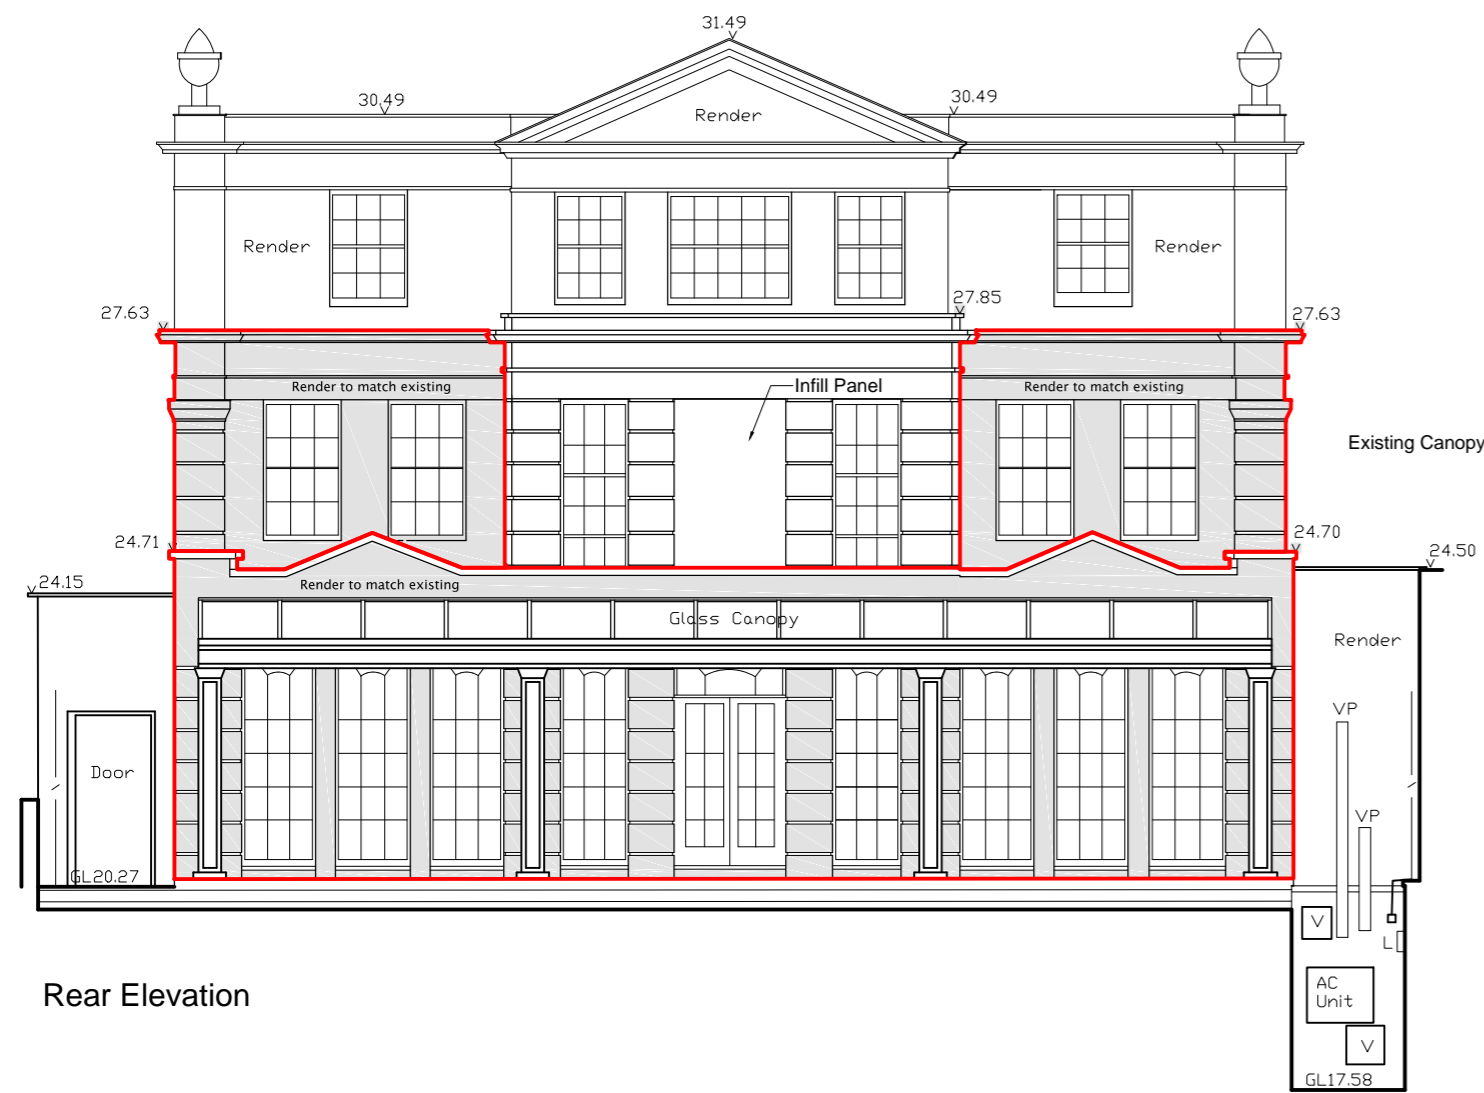 31.49
30.49
30.49
Render
Render
Render
27.63
27.85
27.63
Render to match existing
Infill Panel
Render to match existing
Existing Canopy
24.71
24.70
24.50
24.15
Render to match existing
Glass Canopy
Render
VP
Door
VP
GL20.27
V
L
Rear Elevation
AC
Unit
V
GL17.58